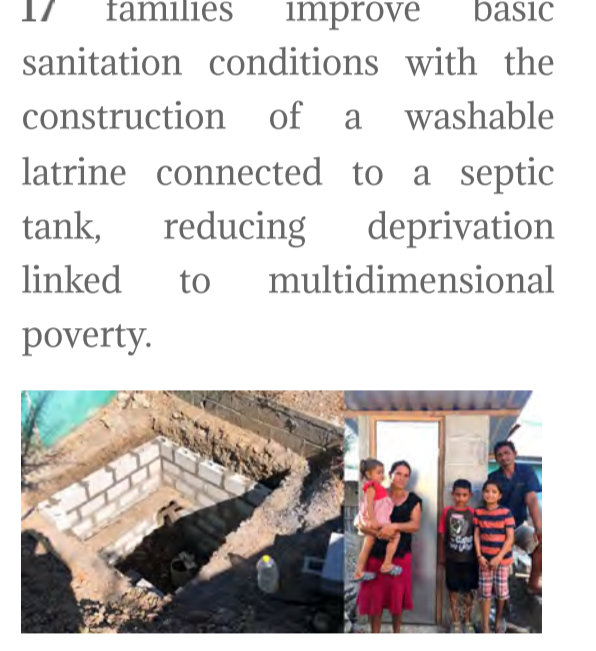 17 families improve basic
sanitation conditions with the
construction of a washable
latrine connected to a septic
tank, reducing deprivation
linked to multidimensional
poverty.